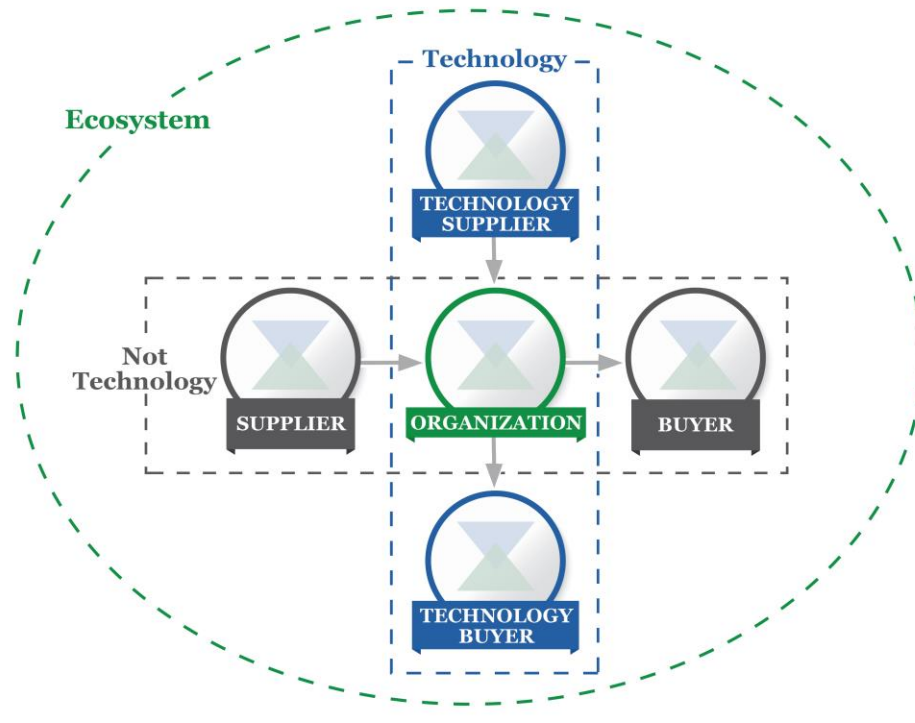 Technology
Ecosystem
TECHNOLOGY
SUPPLIER
Not
Technology
SUPPLIER
ORGANIZATION
BUYER
TECHNOLOGY
BUYER